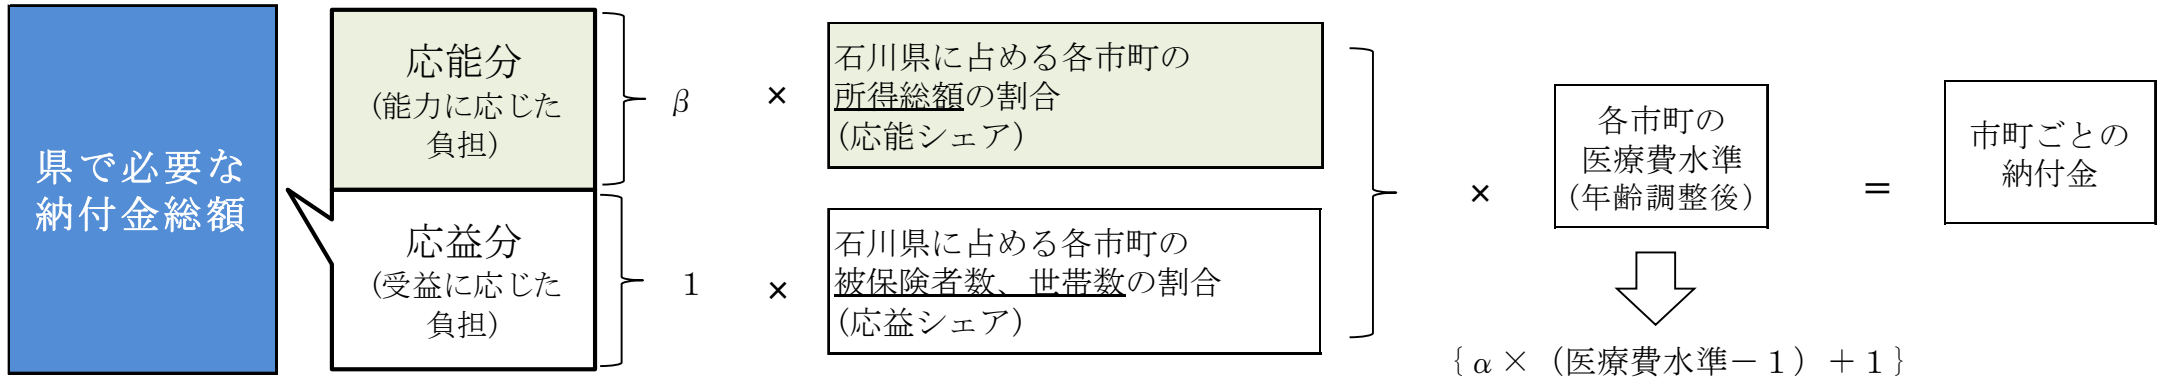 県で必要な
納付金総額
応能分
(能力に応じた
負担)
応益分
(受益に応じた
負担)
β
1
×
×
石川県に占める各市町の
所得総額の割合
(応能シェア)
石川県に占める各市町の
被保険者数、世帯数の割合
(応益シェア)
×
各市町の
医療費水準
(年齢調整後)
{α×(医療費水準－1)＋1}
＝
市町ごとの
納付金